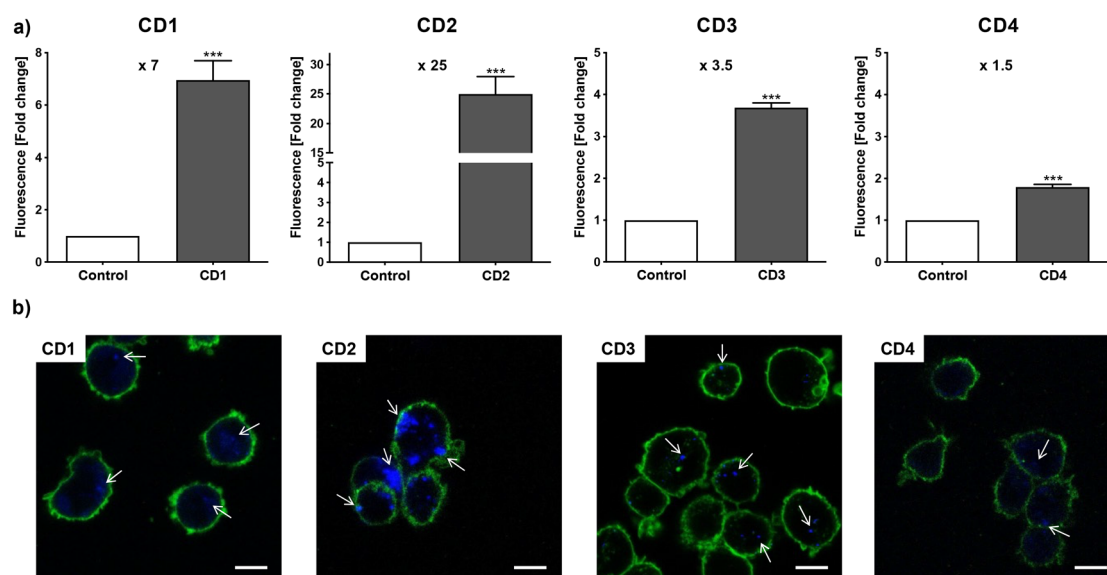 a)
CD1
Fluorescence [Fold change]
8
6
4
2
0
x 7
***
Control
CD1
CD2
Fluorescence [Fold change]
30
25
20
15
5
4
3
2
1
0
x 25
***
Control
CD2
CD3
Fluorescence [Fold change]
5
4
3
2
1
0
x 3.5
***
Control
CD3
CD4
Fluorescence [Fold change]
5
4
3
2
1
0
x 1.5
***
Control
CD4
b)
CD1
CD2
CD3
CD4